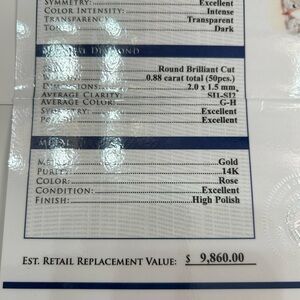 SYMMETRY: Excellent
COLOR INTENSITY: Intense
TRANSPARENCY: Transparent
Dark
DIAMOND
Round Brilliant Cut
0.88 carat total (50pcs.)
2.0 x 1.5 mm
AVERAGE CLARITY: SI1-SI2
AVERAGE COLOR: G-H
Excellent
Excellent
Gold
PURITY: 14K
COLOR: Rose
CONDITION: Excellent
FINISH: High Polish
EST. RETAIL REPLACEMENT VALUE: $ 9,860.00